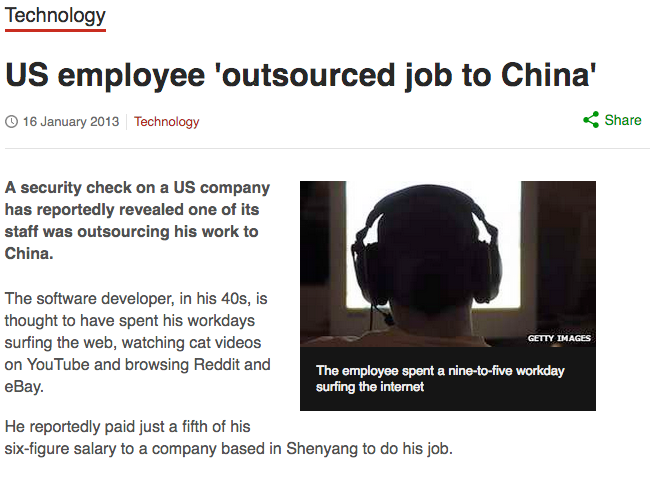 Technology
US employee 'outsourced job to China'
16 January 2013 Technology
Share
A security check on a US company
has reportedly revealed one of its
staff was outsourcing his work to
China.
GETTY IMAGES
The employee spent a nine-to-five workday
surfing the internet
The software developer, in his 40s, is
thought to have spent his workdays
surfing the web, watching cat videos
on YouTube and browsing Reddit and
eBay.
He reportedly paid just a fifth of his
six-figure salary to a company based in Shenyang to do his job.